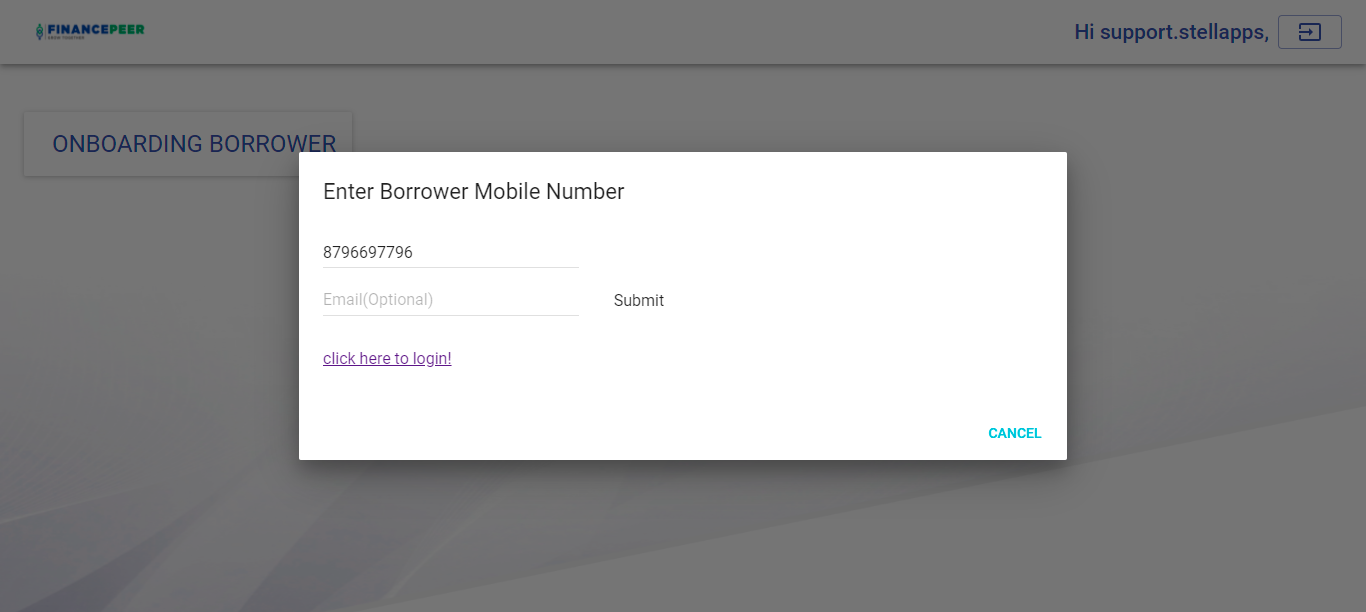 FINANCEPEER
Hi support.stellapps,
ONBOARDING BORROWER
Enter Borrower Mobile Number
8796697796
Email(Optional)
Submit
click here to login!
CANCEL